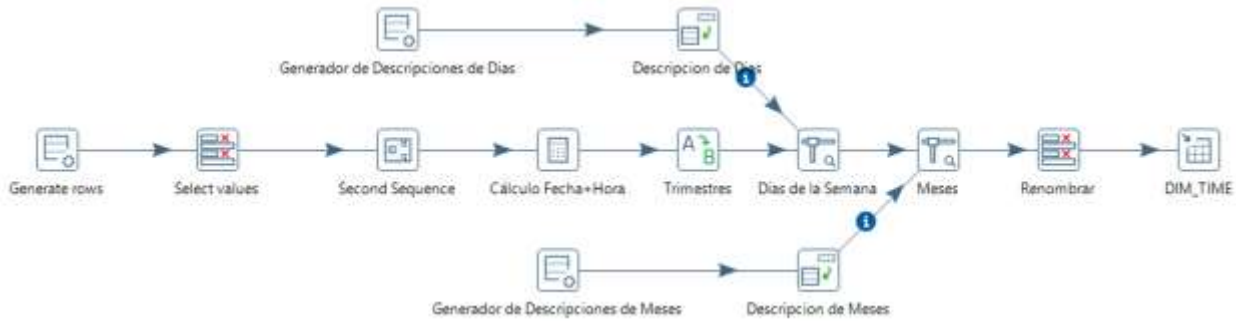 Generador de Descripciones de Dias
Descripcion de Dias
Generate rows
Select values
Second Sequence
Cálculo Fecha+Hora
Trimestres
Dias de la Semana
Meses
Renombrar
DIM_TIME
Generador de Descripciones de Meses
Descripcion de Meses